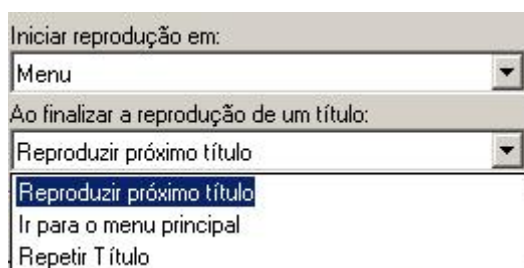 Iniciar reprodução em:
Menu
Ao finalizar a reprodução de um título:
Reproduzir próximo título
Reproduzir próximo título
Ir para o menu principal
Repetir Título